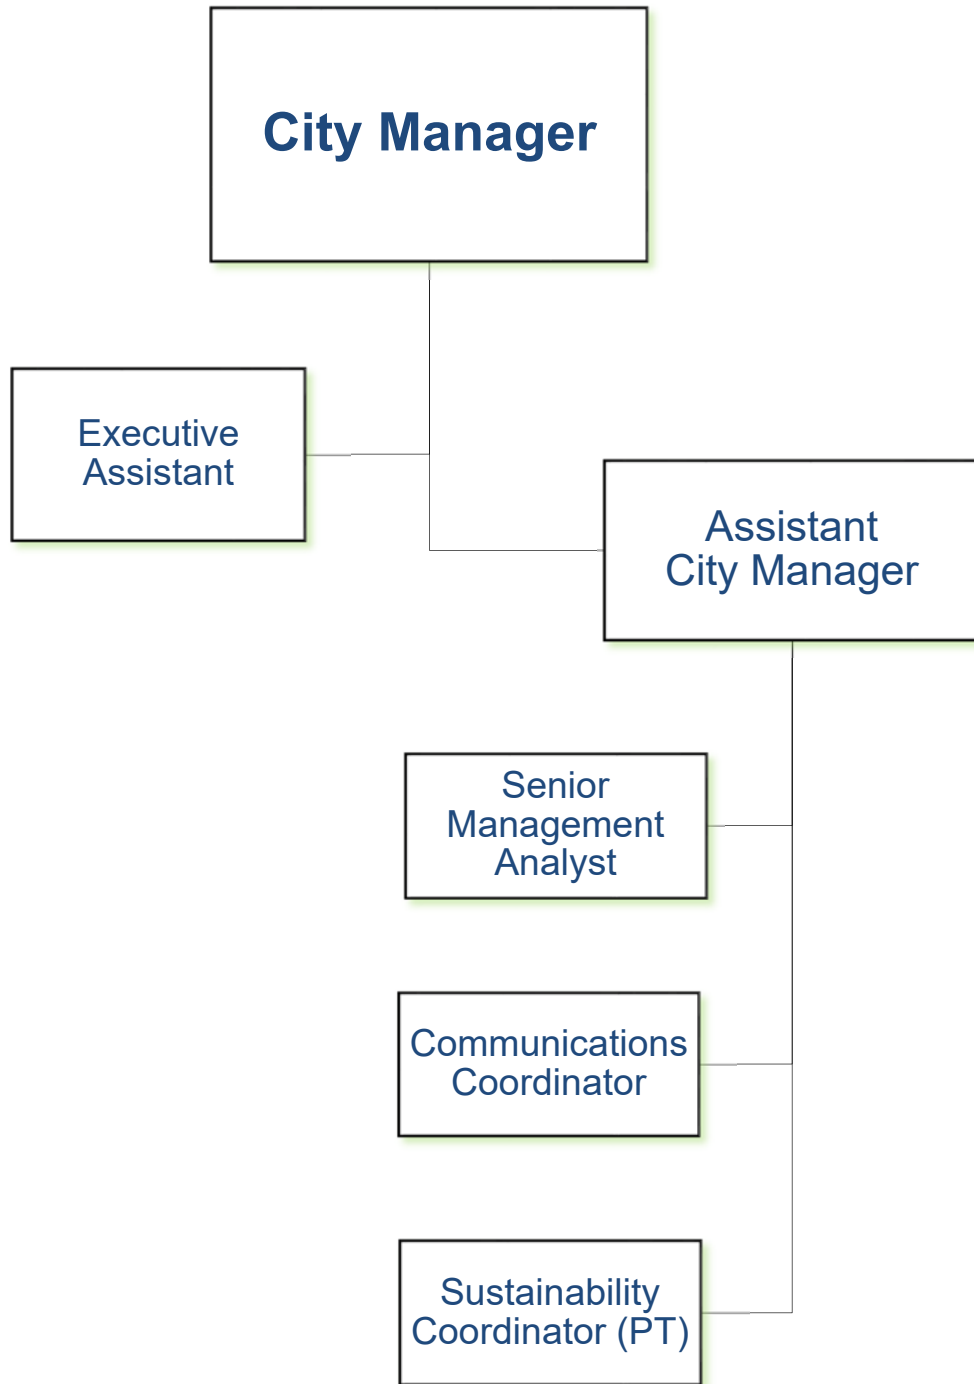 City Manager
Executive
Assistant
Assistant
City Manager
Senior
Management
Analyst
Communications
Coordinator
Sustainability
Coordinator (PT)